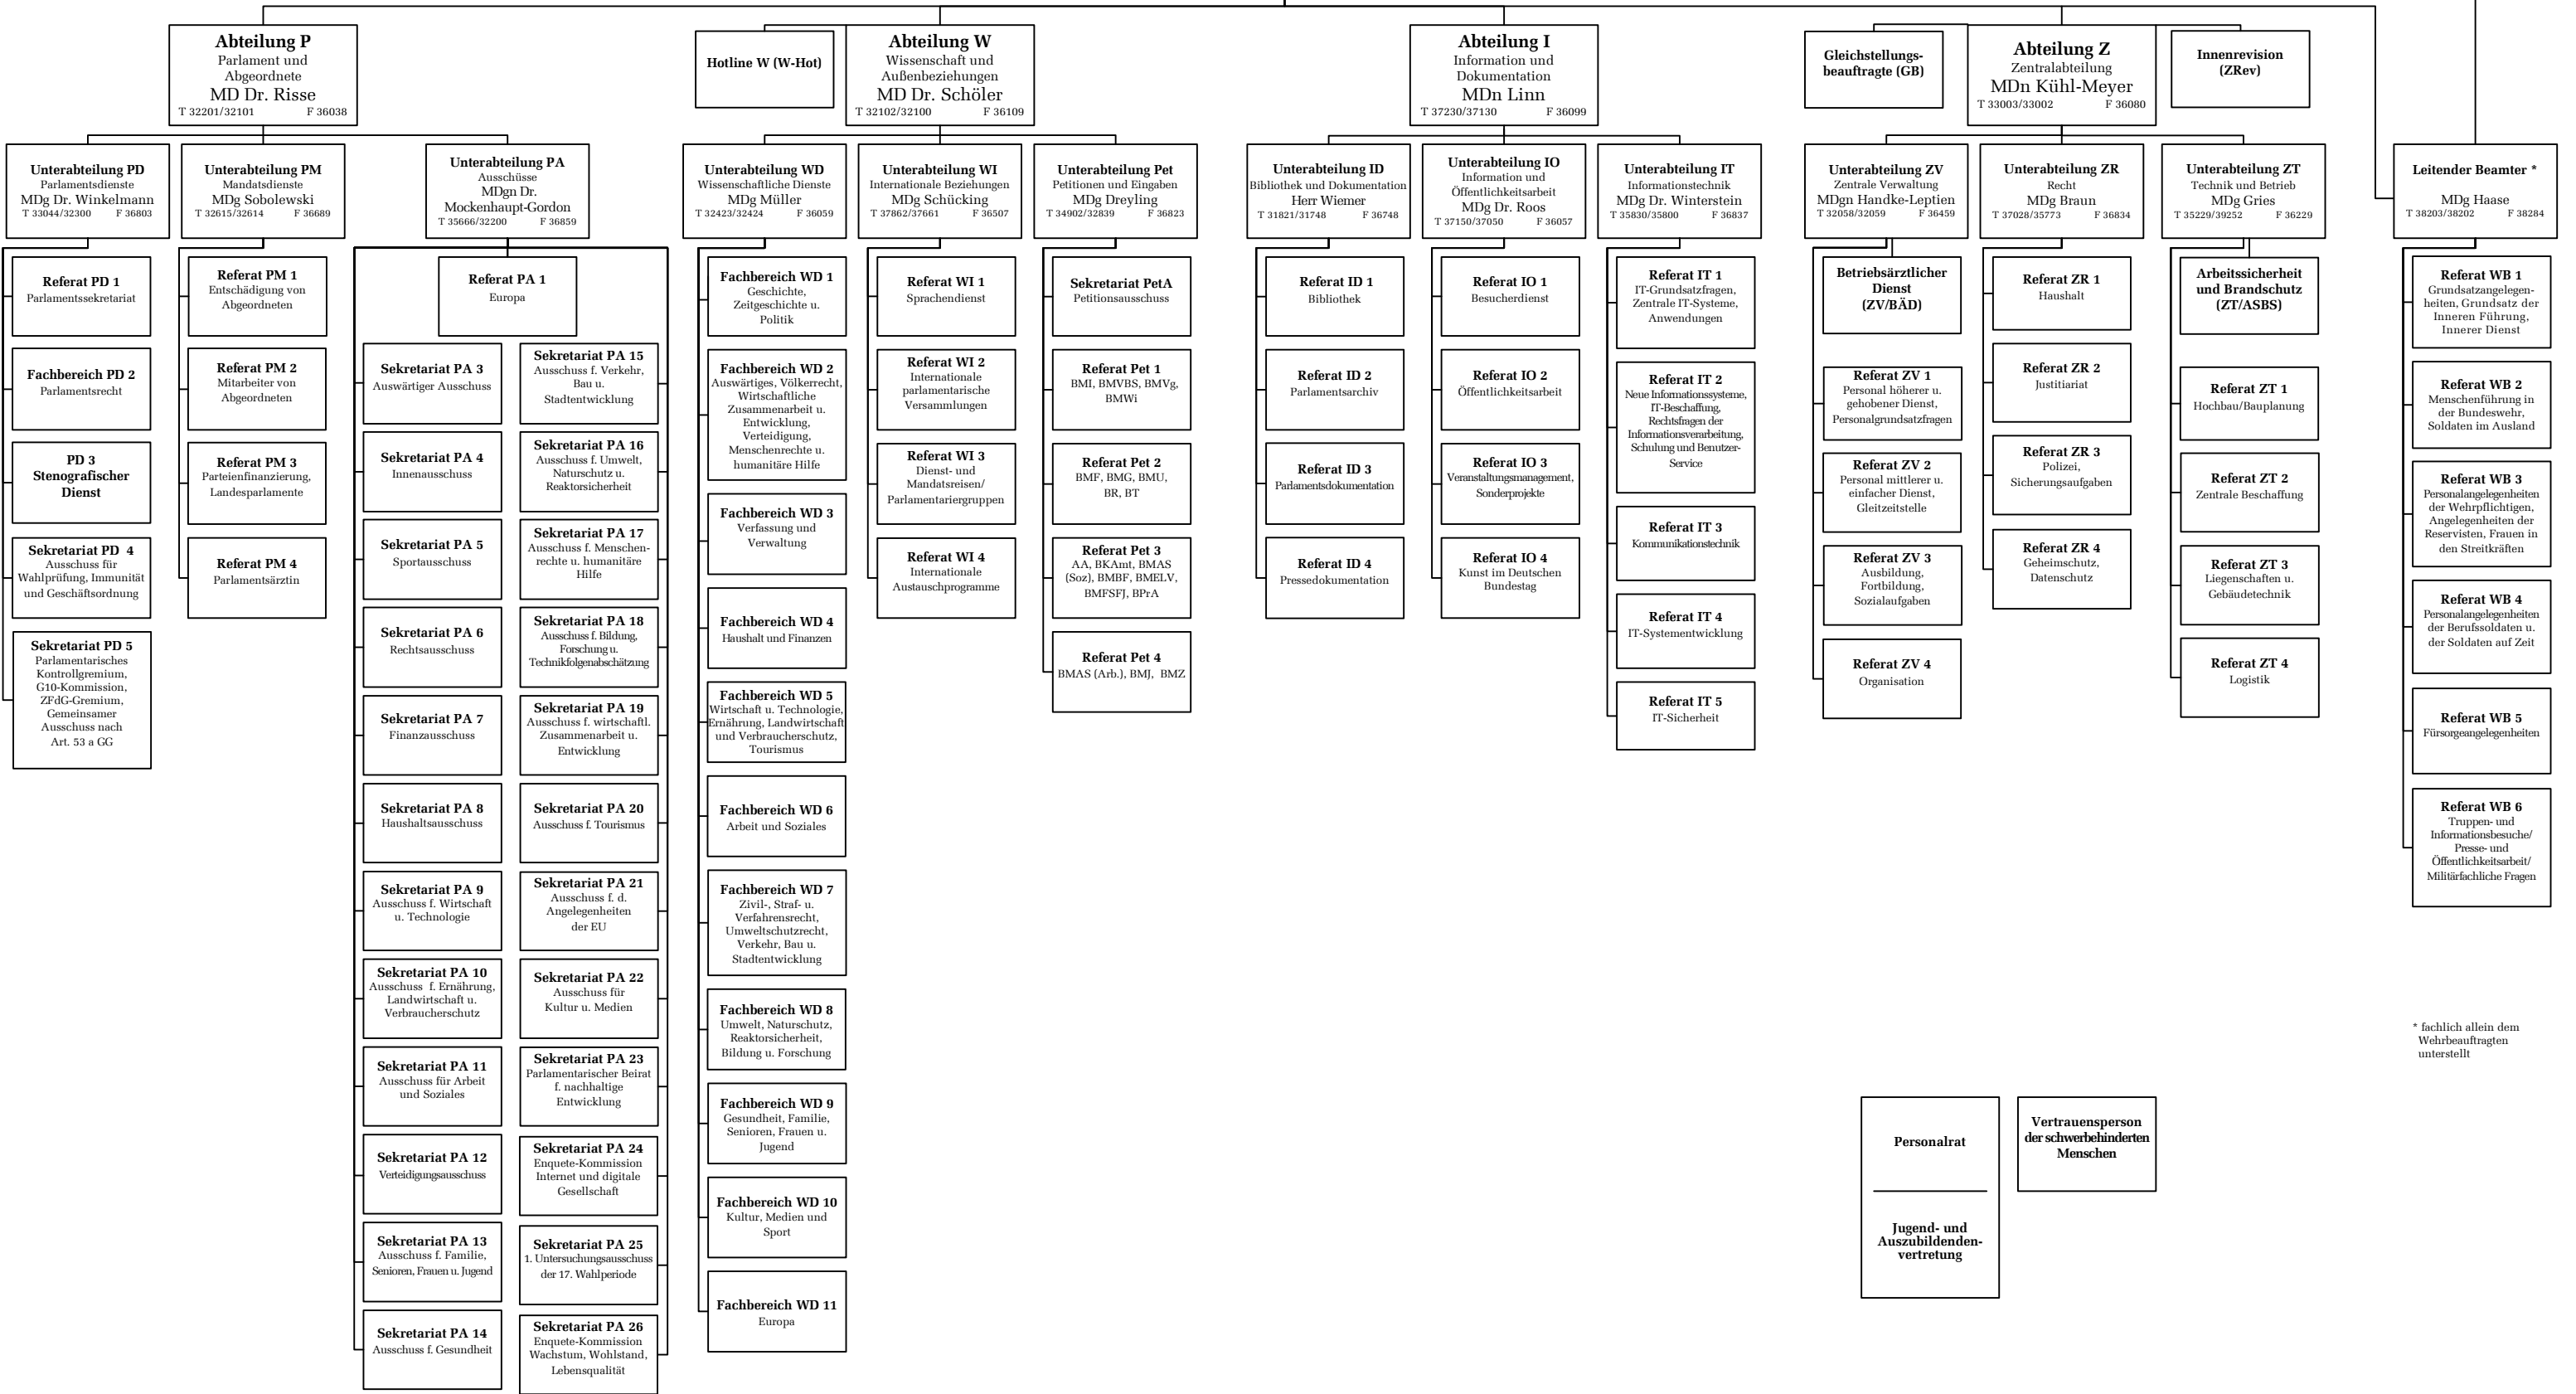 Abteilung P
Parlament und
Abgeordnete
MD Dr. Risse
T 32201/32101 F 36038
Hotline W (W-Hot)
Abteilung W
Wissenschaft und
Außenbeziehungen
MD Dr. Schöler
T 32102/32100 F 36109
Abteilung I
Information und
Dokumentation
MDn Linn
T 37230/37130 F 36099
Gleichstellungs-
beauftragte (GB)
Abteilung Z
Zentralabteilung
MDn Kühl-Meyer
T 33003/33002 F 36080
Innenrevision
(ZRev)
Unterabteilung PD
Parlamentsdienste
MDg Dr. Winkelmann
T 33044/32300 F 36803
Unterabteilung PM
Mandatsdienste
MDg Sobolewski
T 32615/32614 F 36689
Unterabteilung PA
Ausschüsse
MDgn Dr.
Mockenhaupt-Gordon
T 35666/32200 F 36859
Unterabteilung WD
Wissenschaftliche Dienste
MDg Müller
T 32423/32424 F 36059
Unterabteilung WI
Internationale Beziehungen
MDg Schücking
T 37862/37661 F 36507
Unterabteilung Pet
Petitionen und Eingaben
MDg Dreyling
T 34902/32839 F 36823
Unterabteilung ID
Bibliothek und Dokumentation
Herr Wiemer
T 31821/31748 F 36748
Unterabteilung IO
Information und
Öffentlichkeitsarbeit
MDg Dr. Roos
T 37150/37050 F 36057
Unterabteilung IT
Informationstechnik
MDg Dr. Winterstein
T 35830/35800 F 36837
Unterabteilung ZV
Zentrale Verwaltung
MDgn Handke-Leptien
T 32058/32059 F 36459
Unterabteilung ZR
Recht
MDg Braun
T 37028/35773 F 36834
Unterabteilung ZT
Technik und Betrieb
MDg Gries
T 35229/39252 F 36229
Leitender Beamter *
MDg Haase
T 38203/38202 F 38284
Referat PD 1
Parlamentssekretariat
Fachbereich PD 2
Parlamentsrecht
PD 3
Stenografischer
Dienst
Sekretariat PD 4
Ausschuss für
Wahlprüfung, Immunität
und Geschäftsordnung
Sekretariat PD 5
Parlamentarisches
Kontrollgremium,
G10-Kommission,
ZFdG-Gremium,
Gemeinsamer
Ausschuss nach
Art. 53 a GG
Referat PM 1
Entschädigung von
Abgeordneten
Referat PM 2
Mitarbeiter von
Abgeordneten
Referat PM 3
Parteienfinanzierung,
Landesparlamente
Referat PM 4
Parlamentsärztin
Referat PA 1
Europa
Sekretariat PA 3
Auswärtiger Ausschuss
Sekretariat PA 4
Innenausschuss
Sekretariat PA 5
Sportausschuss
Sekretariat PA 6
Rechtsausschuss
Sekretariat PA 7
Finanzausschuss
Sekretariat PA 8
Haushaltsausschuss
Sekretariat PA 9
Ausschuss f. Wirtschaft
u. Technologie
Sekretariat PA 10
Ausschuss f. Ernährung,
Landwirtschaft u.
Verbraucherschutz
Sekretariat PA 11
Ausschuss für Arbeit
und Soziales
Sekretariat PA 12
Verteidigungsausschuss
Sekretariat PA 13
Ausschuss f. Familie,
Senioren, Frauen u. Jugend
Sekretariat PA 14
Ausschuss f. Gesundheit
Sekretariat PA 15
Ausschuss f. Verkehr,
Bau u.
Stadtentwicklung
Sekretariat PA 16
Ausschuss f. Umwelt,
Naturschutz u.
Reaktorsicherheit
Sekretariat PA 17
Ausschuss f. Menschen-
rechte u. humanitäre
Hilfe
Sekretariat PA 18
Ausschuss f. Bildung,
Forschung u.
Technikfolgenabschätzung
Sekretariat PA 19
Ausschuss f. wirtschaftl.
Zusammenarbeit u.
Entwicklung
Sekretariat PA 20
Ausschuss f. Tourismus
Sekretariat PA 21
Ausschuss f. d.
Angelegenheiten
der EU
Sekretariat PA 22
Ausschuss für
Kultur u. Medien
Sekretariat PA 23
Parlamentarischer Beirat
f. nachhaltige
Entwicklung
Sekretariat PA 24
Enquete-Kommission
Internet und digitale
Gesellschaft
Sekretariat PA 25
1. Untersuchungsausschuss
der 17. Wahlperiode
Sekretariat PA 26
Enquete-Kommission
Wachstum, Wohlstand,
Lebensqualität
Fachbereich WD 1
Geschichte,
Zeitgeschichte u.
Politik
Fachbereich WD 2
Auswärtiges, Völkerrecht,
Wirtschaftliche
Zusammenarbeit u.
Entwicklung,
Verteidigung,
Menschenrechte u.
humanitäre Hilfe
Fachbereich WD 3
Verfassung und
Verwaltung
Fachbereich WD 4
Haushalt und Finanzen
Fachbereich WD 5
Wirtschaft u. Technologie,
Ernährung, Landwirtschaft
und Verbraucherschutz,
Tourismus
Fachbereich WD 6
Arbeit und Soziales
Fachbereich WD 7
Zivil-, Straf- u.
Verfahrensrecht,
Umweltschutzrecht,
Verkehr, Bau u.
Stadtentwicklung
Fachbereich WD 8
Umwelt, Naturschutz,
Reaktorsicherheit,
Bildung u. Forschung
Fachbereich WD 9
Gesundheit, Familie,
Senioren, Frauen u.
Jugend
Fachbereich WD 10
Kultur, Medien und
Sport
Fachbereich WD 11
Europa
Referat WI 1
Sprachendienst
Referat WI 2
Internationale
parlamentarische
Versammlungen
Referat WI 3
Dienst- und
Mandatsreisen/
Parlamentariergruppen
Referat WI 4
Internationale
Austauschprogramme
Sekretariat PetA
Petitionsausschuss
Referat Pet 1
BMI, BMVBS, BMVg,
BMWi
Referat Pet 2
BMF, BMG, BMU,
BR, BT
Referat Pet 3
AA, BKAmt, BMAS
(Soz), BMBF, BMELV,
BMFSFJ, BPrA
Referat Pet 4
BMAS (Arb.), BMJ, BMZ
Referat ID 1
Bibliothek
Referat ID 2
Parlamentsarchiv
Referat ID 3
Parlamentsdokumentation
Referat ID 4
Pressedokumentation
Referat IO 1
Besucherdienst
Referat IO 2
Öffentlichkeitsarbeit
Referat IO 3
Veranstaltungsmanagement,
Sonderprojekte
Referat IO 4
Kunst im Deutschen
Bundestag
Referat IT 1
IT-Grundsatzfragen,
Zentrale IT-Systeme,
Anwendungen
Referat IT 2
Neue Informationssysteme,
IT-Beschaffung,
Rechtsfragen der
Informationsverarbeitung,
Schulung und Benutzer-
Service
Referat IT 3
Kommunikationstechnik
Referat IT 4
IT-Systementwicklung
Referat IT 5
IT-Sicherheit
Betriebsärztlicher
Dienst
(ZV/BÄD)
Referat ZV 1
Personal höherer u.
gehobener Dienst,
Personalgrundsatzfragen
Referat ZV 2
Personal mittlerer u.
einfacher Dienst,
Gleitzeitstelle
Referat ZV 3
Ausbildung,
Fortbildung,
Sozialaufgaben
Referat ZV 4
Organisation
Referat ZR 1
Haushalt
Referat ZR 2
Justitiariat
Referat ZR 3
Polizei,
Sicherungsaufgaben
Referat ZR 4
Geheimschutz,
Datenschutz
Arbeitssicherheit
und Brandschutz
(ZT/ASBS)
Referat ZT 1
Hochbau/Bauplanung
Referat ZT 2
Zentrale Beschaffung
Referat ZT 3
Liegenschaften u.
Gebäudetechnik
Referat ZT 4
Logistik
Referat WB 1
Grundsatzangelegen-
heiten, Grundsatz der
Inneren Führung,
Innerer Dienst
Referat WB 2
Menschenführung in
der Bundeswehr,
Soldaten im Ausland
Referat WB 3
Personalangelegenheiten
der Wehrpflichtigen,
Angelegenheiten der
Reservisten, Frauen in
den Streitkräften
Referat WB 4
Personalangelegenheiten
der Berufssoldaten u.
der Soldaten auf Zeit
Referat WB 5
Fürsorgeangelegenheiten
Referat WB 6
Truppen- und
Informationsbesuche/
Presse- und
Öffentlichkeitsarbeit/
Militärfachliche Fragen
* fachlich allein dem
Wehrbeauftragten
unterstellt
Personalrat
Jugend- und
Auszubildenden-
vertretung
Vertrauensperson
der schwerbehinderten
Menschen